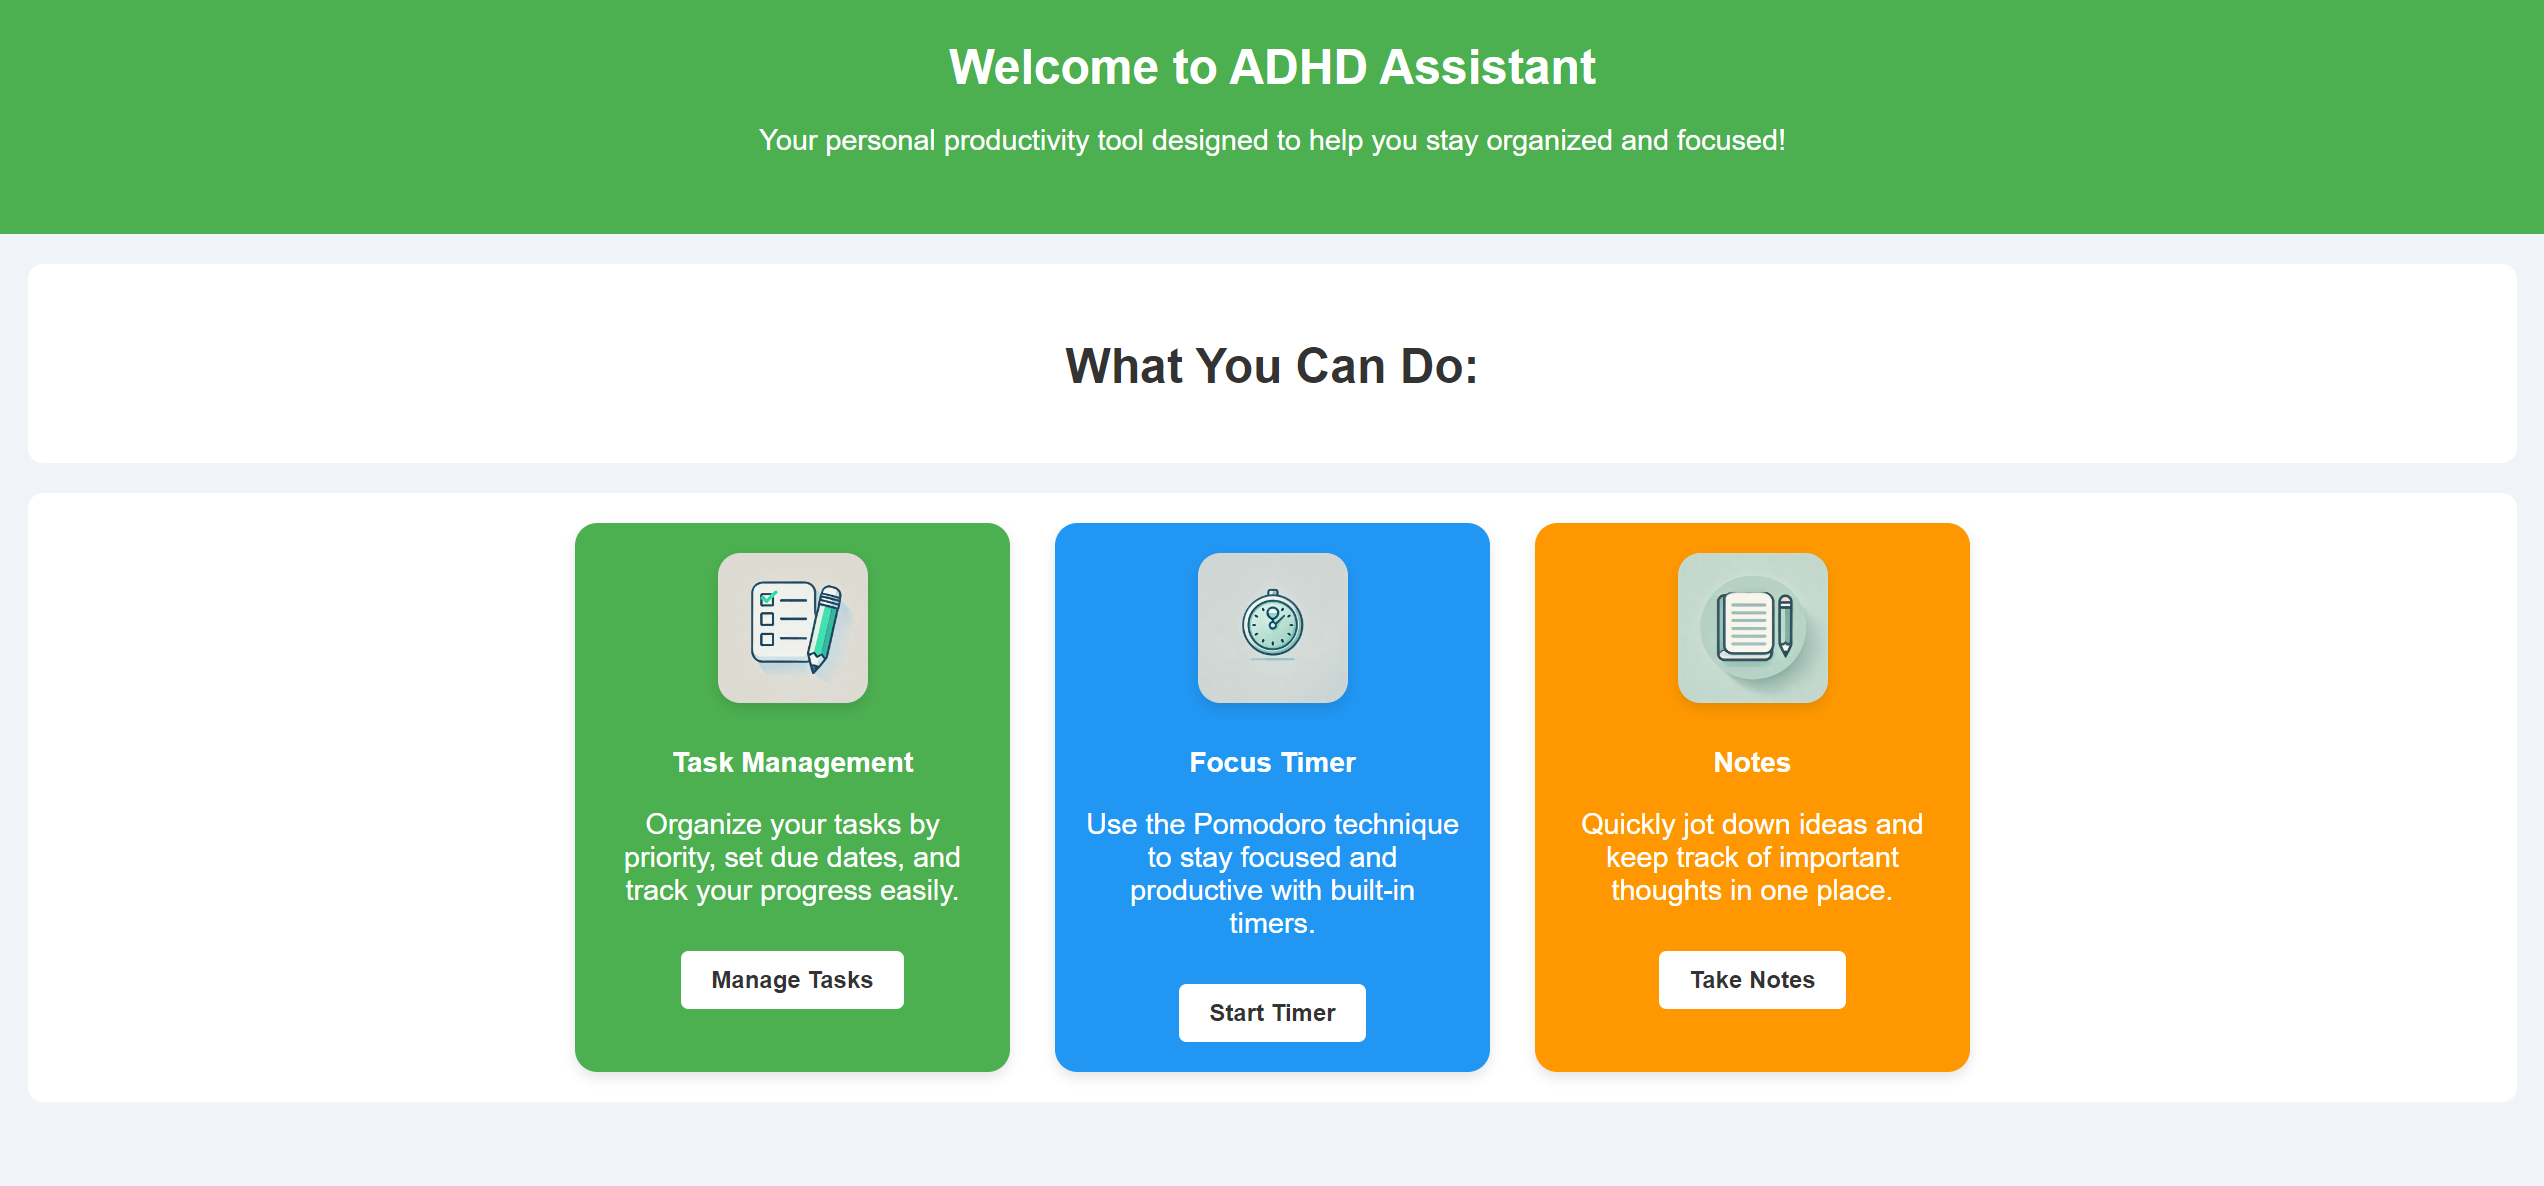 Welcome to ADHD Assistant
Your personal productivity tool designed to help you stay organized and focused!
What You Can Do:
Task Management
Organize your tasks by
priority, set due dates, and
track your progress easily.
Manage Tasks
Focus Timer
Use the Pomodoro technique
to stay focused and
productive with built-in
timers.
Start Timer
Notes
Quickly jot down ideas and
keep track of important
thoughts in one place.
Take Notes